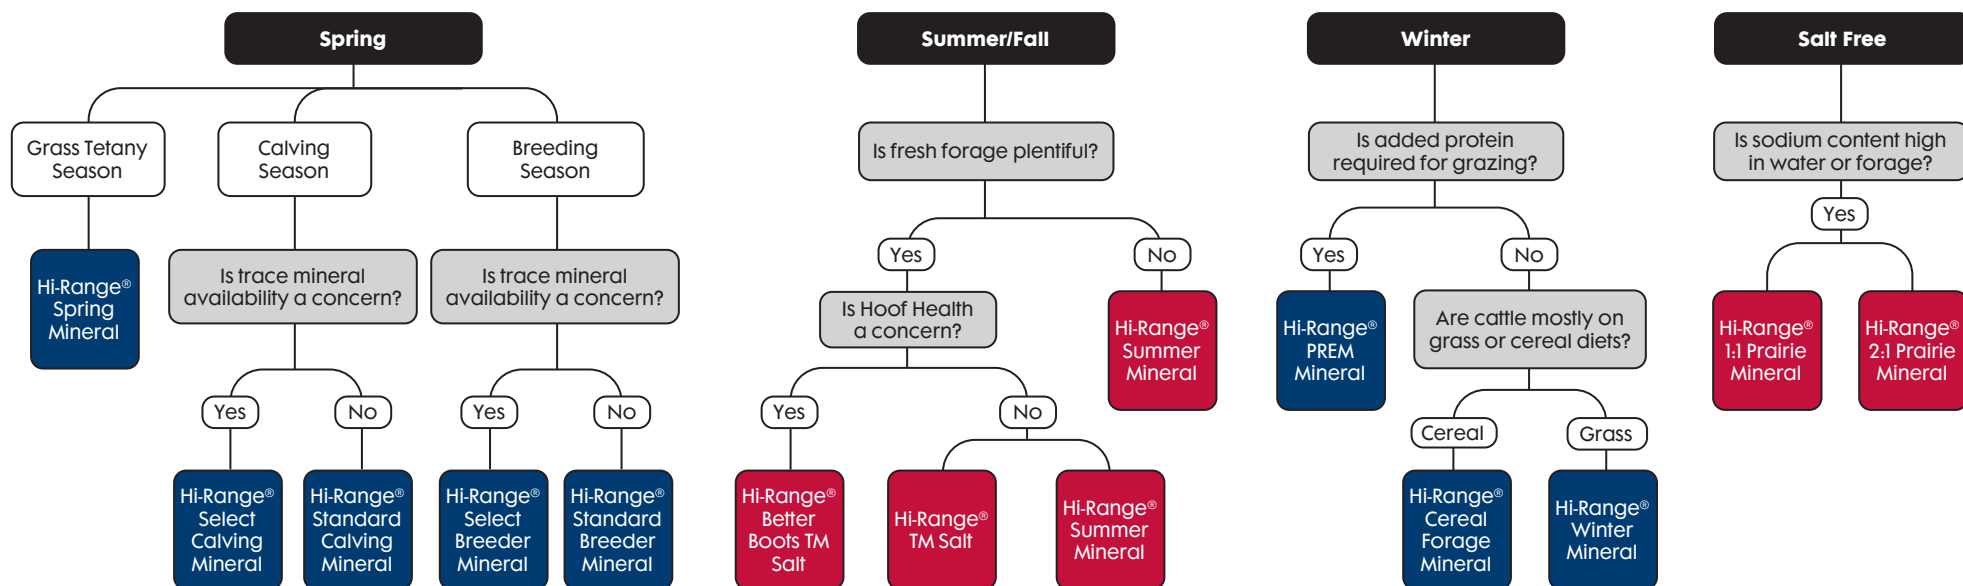 Spring
Grass Tetany
Season
Calving
Season
Breeding
Season
Hi-Range®
Spring
Mineral
Is trace mineral
availability a concern?
Is trace mineral
availability a concern?
Yes
No
Yes
No
Hi-Range®
Select
Calving
Mineral
Hi-Range®
Standard
Calving
Mineral
Hi-Range®
Select
Breeder
Mineral
Hi-Range®
Standard
Breeder
Mineral
Summer/Fall
Is fresh forage plentiful?
Yes
No
Is Hoof Health
a concern?
Hi-Range®
Summer
Mineral
Yes
No
Hi-Range®
Better
Boots TM
Salt
Hi-Range®
TM Salt
Hi-Range®
Summer
Mineral
Winter
Is added protein
required for grazing?
Yes
No
Hi-Range®
PREM
Mineral
Are cattle mostly on
grass or cereal diets?
Cereal
Grass
Hi-Range®
Cereal
Forage
Mineral
Hi-Range®
Winter
Mineral
Salt Free
Is sodium content high
in water or forage?
Yes
Hi-Range®
1:1 Prairie
Mineral
Hi-Range®
2:1 Prairie
Mineral